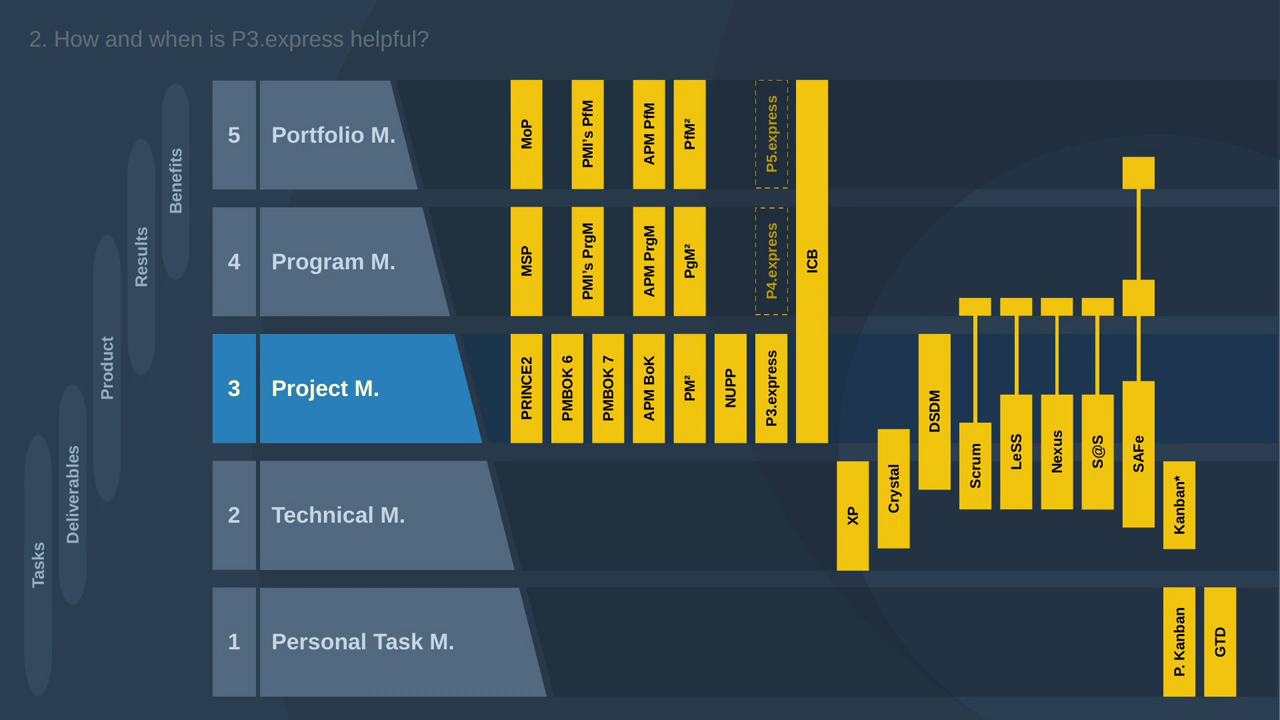 2. How and when is P3.express helpful?
Benefits
Results
Product
Deliverables
Tasks
5 Portfolio M.
MoP
PMI's PfM
APM PfM
PfM²
P5.express
ICB
4 Program M.
MSP
PMI's PrgM
APM PrgM
PgM²
P4.express
3 Project M.
PRINCE2
PMBOK 6
PMBOK 7
APM BoK
PM²
NUPP
P3.express
DSDM
Scrum
LeSS
Nexus
S@S
SAFe
2 Technical M.
XP
Crystal
Kanban*
1 Personal Task M.
P. Kanban
GTD